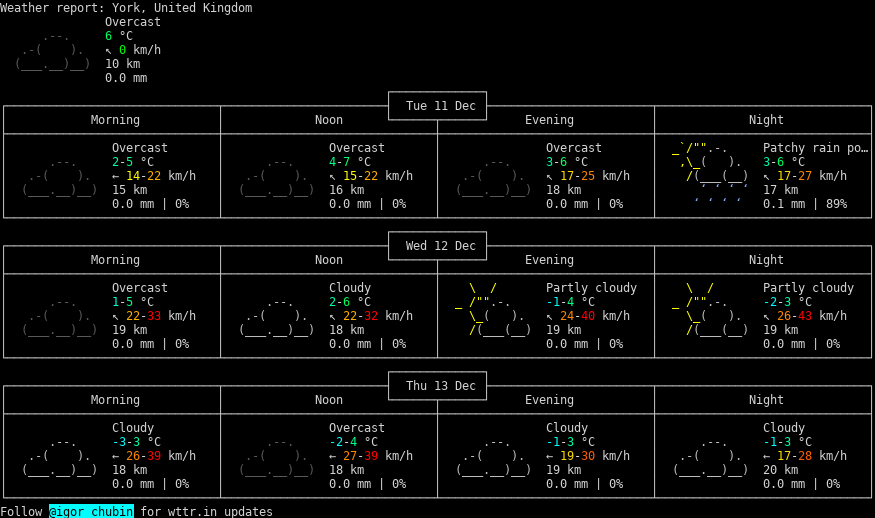 Weather report: York, United Kingdom
Overcast
6 °C
↖ 0 km/h
10 km
0.0 mm
Tue 11 Dec
Morning Noon Evening Night
Overcast Overcast Overcast Patchy rain po…
2-5 °C 4-7 °C 3-6 °C 3-6 °C
← 14-22 km/h ↖ 15-22 km/h ↖ 17-25 km/h ↖ 17-27 km/h
15 km 16 km 18 km 17 km
0.0 mm | 0% 0.0 mm | 0% 0.0 mm | 0% 0.1 mm | 89%
Wed 12 Dec
Morning Noon Evening Night
Overcast Cloudy Partly cloudy Partly cloudy
1-5 °C 2-6 °C -1-4 °C -2-3 °C
↖ 22-33 km/h ↖ 22-32 km/h ↖ 24-40 km/h ↖ 26-43 km/h
19 km 18 km 19 km 19 km
0.0 mm | 0% 0.0 mm | 0% 0.0 mm | 0% 0.0 mm | 0%
Thu 13 Dec
Morning Noon Evening Night
Cloudy Overcast Cloudy Cloudy
-3-3 °C -2-4 °C -1-3 °C -1-3 °C
← 26-39 km/h ← 27-39 km/h ← 19-30 km/h ← 17-28 km/h
18 km 18 km 19 km 20 km
0.0 mm | 0% 0.0 mm | 0% 0.0 mm | 0% 0.0 mm | 0%
Follow @igor_chubin for wttr.in updates